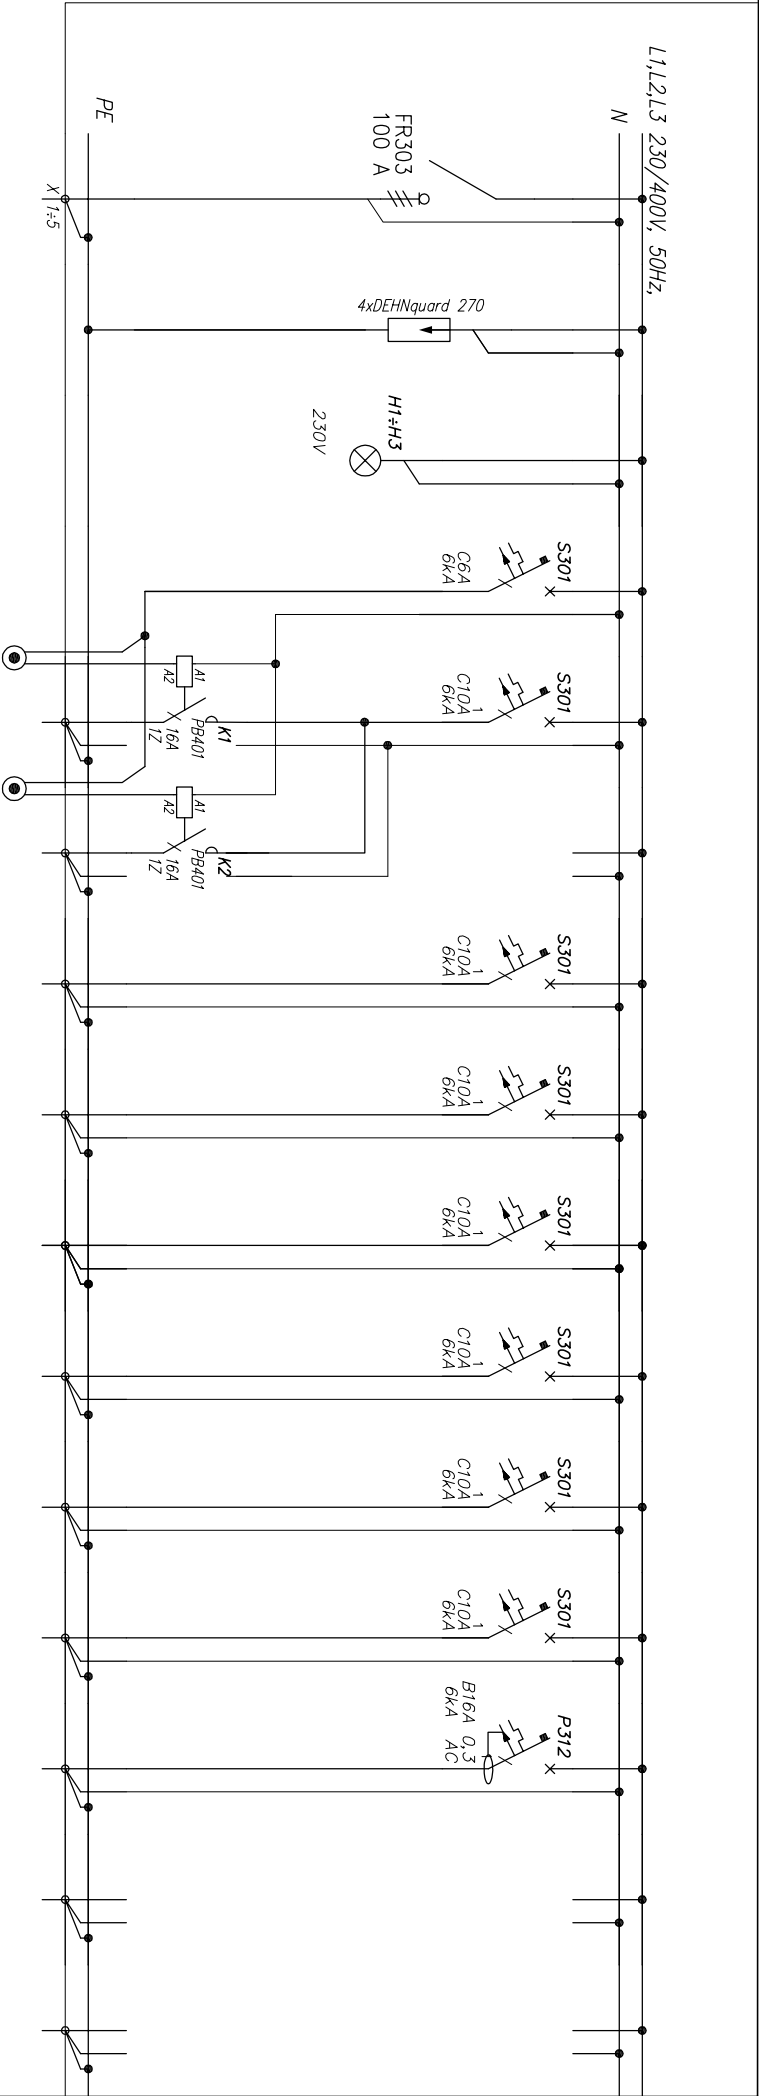 L1,L2,L3 230/400V, 50Hz,
N
PE
FR303
100 A
X 1÷5
4xDEHNquard 270
H1÷H3
230V
S301
C6A
6kA
S301
C10A 1
6kA
A1
A2
K1
PB401
16A
1Z
A1
A2
K2
PB401
16A
1Z
S301
C10A 1
6kA
S301
C10A 1
6kA
S301
C10A 1
6kA
S301
C10A 1
6kA
S301
C10A 1
6kA
S301
C10A 1
6kA
P312
B16A 0,3
6kA AC